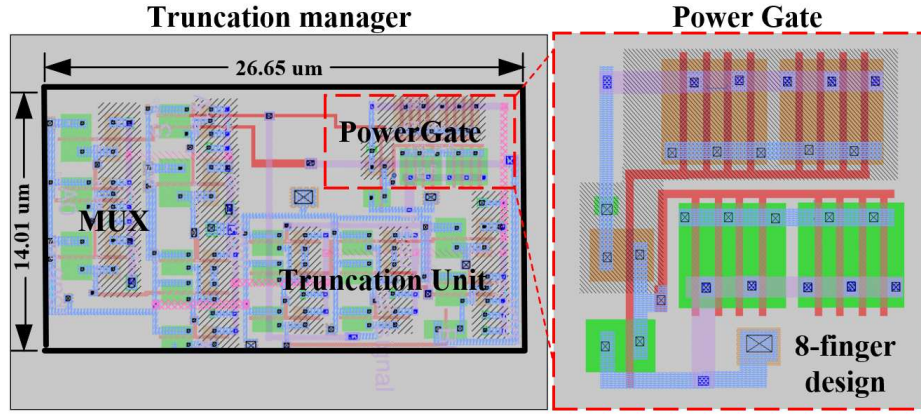 Truncation manager
Power Gate
26.65 um
14.01 um
PowerGate
MUX
Truncation Unit
8-finger
design